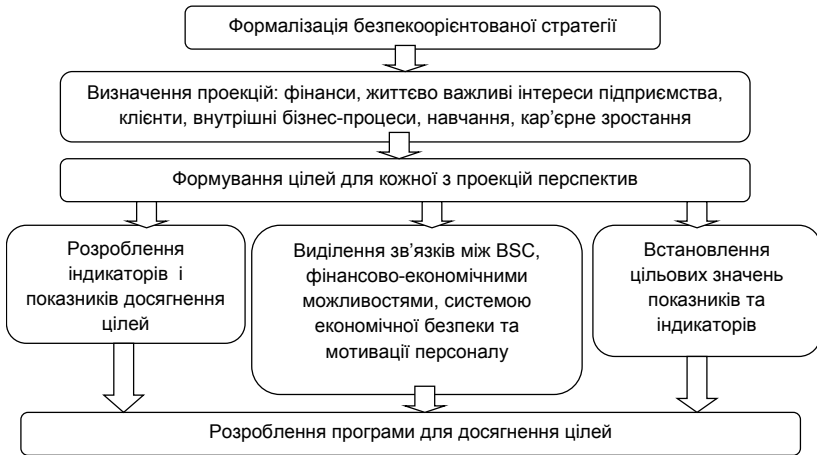 Формалізація безпекоорієнтованої стратегії
Визначення проекцій: фінанси, життєво важливі інтереси підприємства,
клієнти, внутрішні бізнес-процеси, навчання, кар’єрне зростання
Формування цілей для кожної з проекцій перспектив
Розроблення
індикаторів і
показників досягнення
цілей
Виділення зв’язків між BSC,
фінансово-економічними
можливостями, системою
економічної безпеки та
мотивації персоналу
Встановлення
цільових значень
показників та
індикаторів
Розроблення програми для досягнення цілей